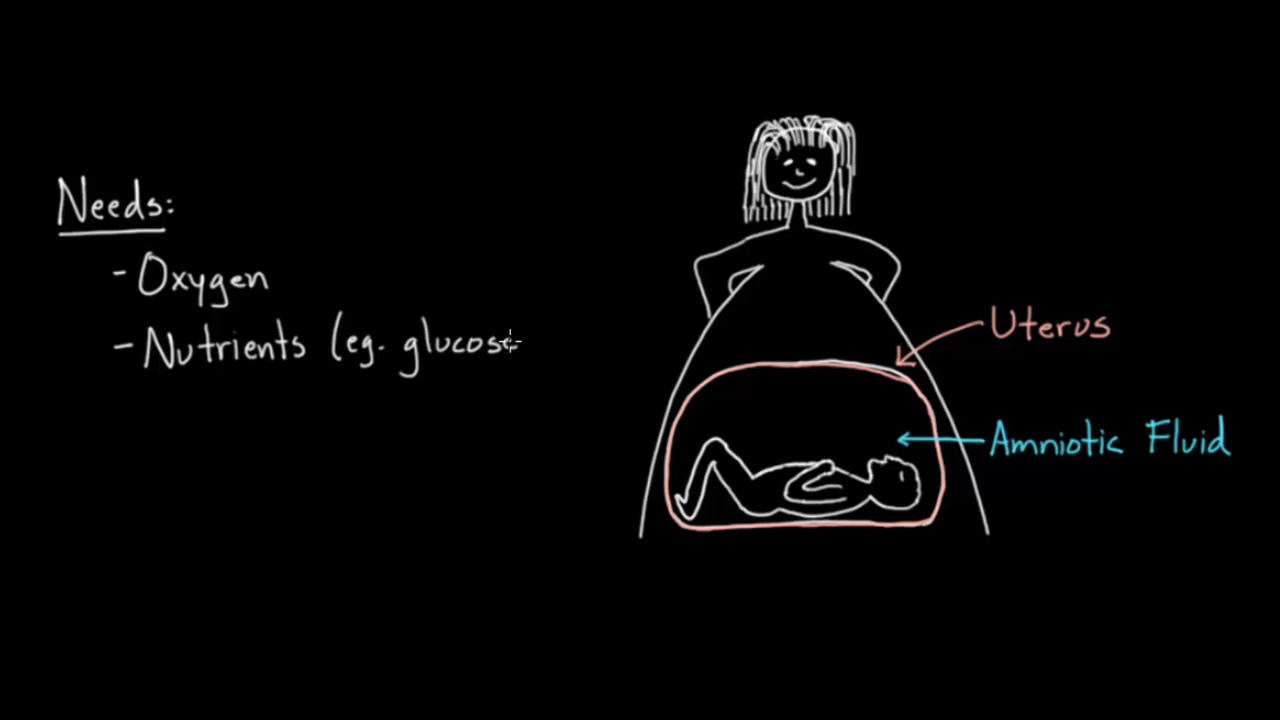 Needs:
- Oxygen
- Nutrients (eg. glucose
Uterus
Amniotic Fluid